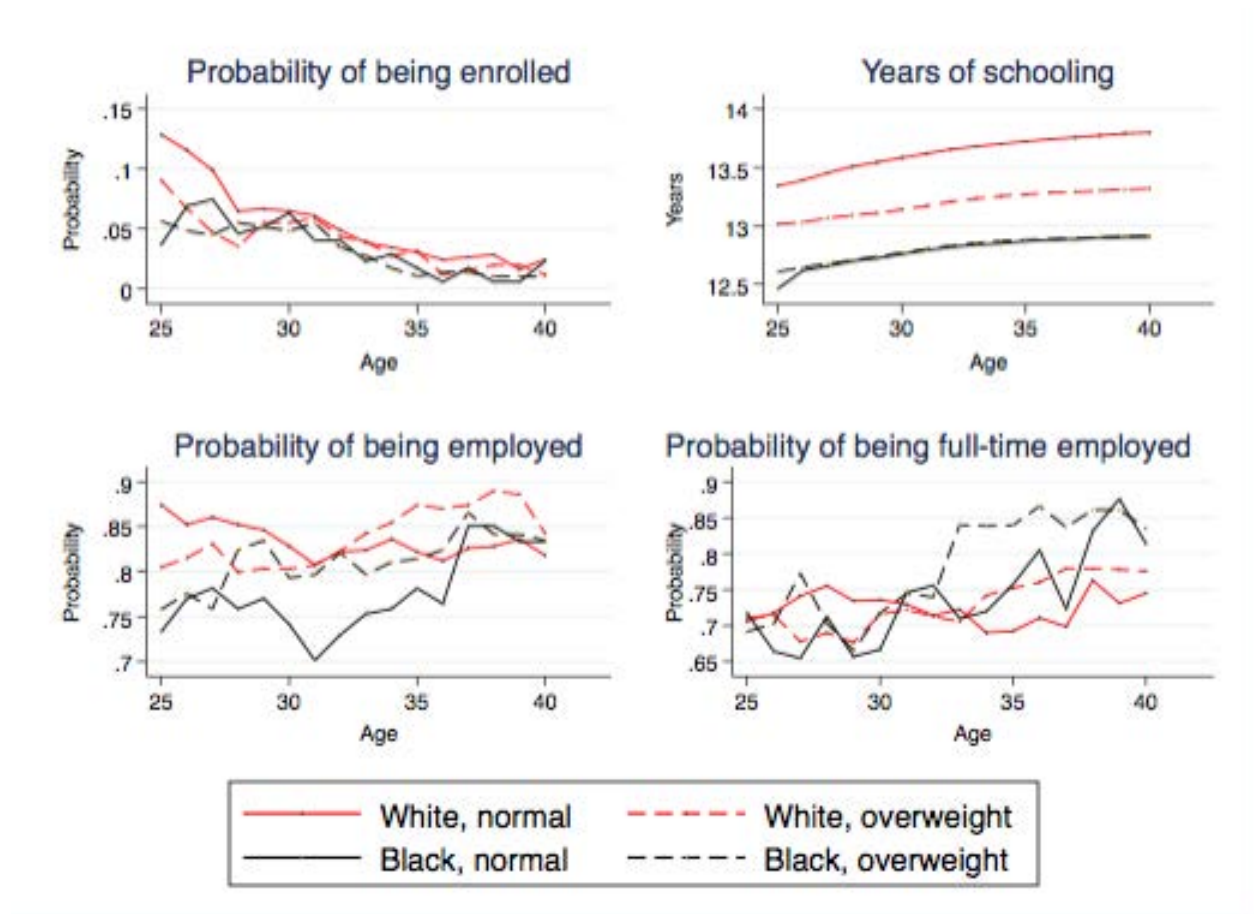 Probability of being enrolled
Probability
.15
.1
.05
0
25 30 35 40
Age
Years of schooling
Years
14
13.5
13
12.5
25 30 35 40
Age
Probability of being employed
Probability
.9
.85
.8
.75
.7
25 30 35 40
Age
Probability of being full-time employed
Probability
.9
.85
.8
.75
.7
.65
25 30 35 40
Age
White, normal White, overweight
Black, normal Black, overweight